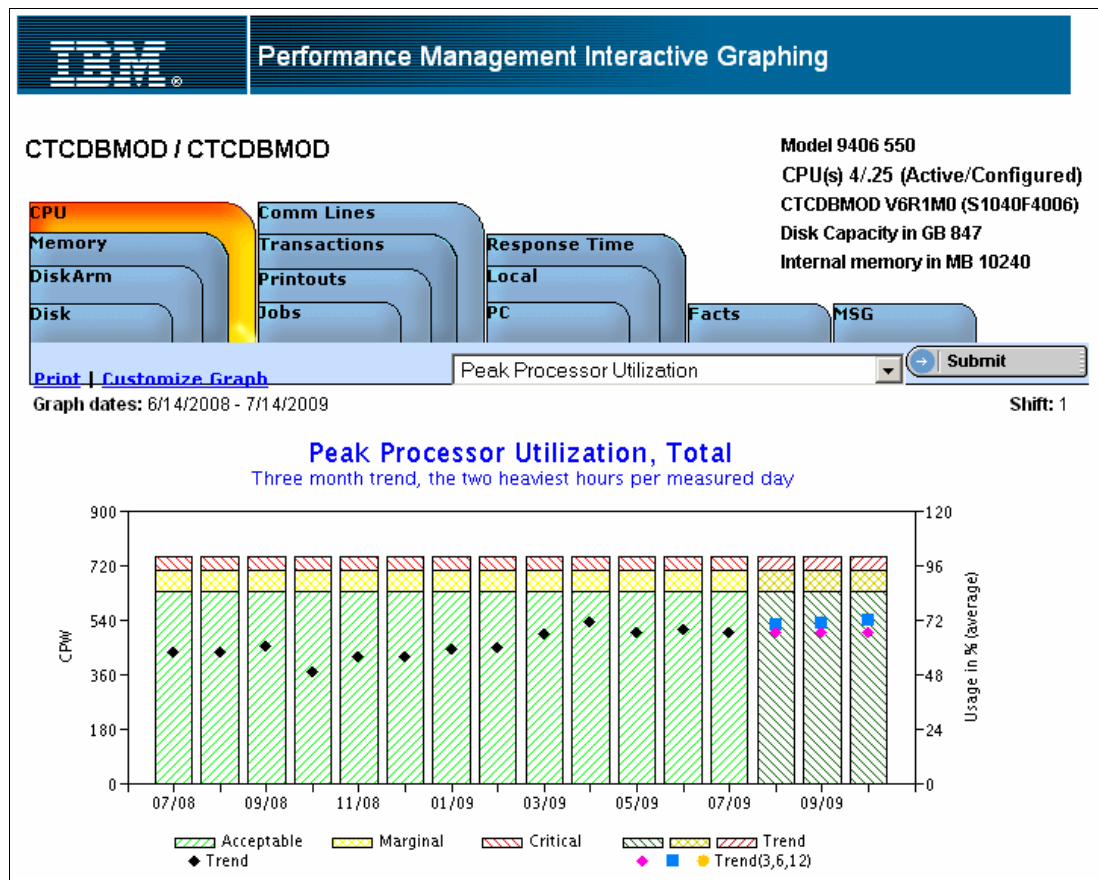 IBM®
Performance Management Interactive Graphing
CTCDBMOD / CTCDBMOD
Model 9406 550
CPU(s) 4/.25 (Active/Configured)
CTCDBMOD V6R1M0 (S1040F4006)
Disk Capacity in GB 847
Internal memory in MB 10240
CPU
Memory
DiskArm
Disk
Comm Lines
Transactions
Printouts
Jobs
Response Time
Local
PC
Facts
MSG
Print | Customize Graph
Peak Processor Utilization
Submit
Graph dates: 6/14/2008 - 7/14/2009
Shift: 1
Peak Processor Utilization, Total
Three month trend, the two heaviest hours per measured day
CPW
900
720
540
360
180
0
120
96
72
48
24
0
Usage in % (average)
07/08 09/08 11/08 01/09 03/09 05/09 07/09 09/09
Acceptable Marginal Critical Trend
Trend Trend(3,6,12)